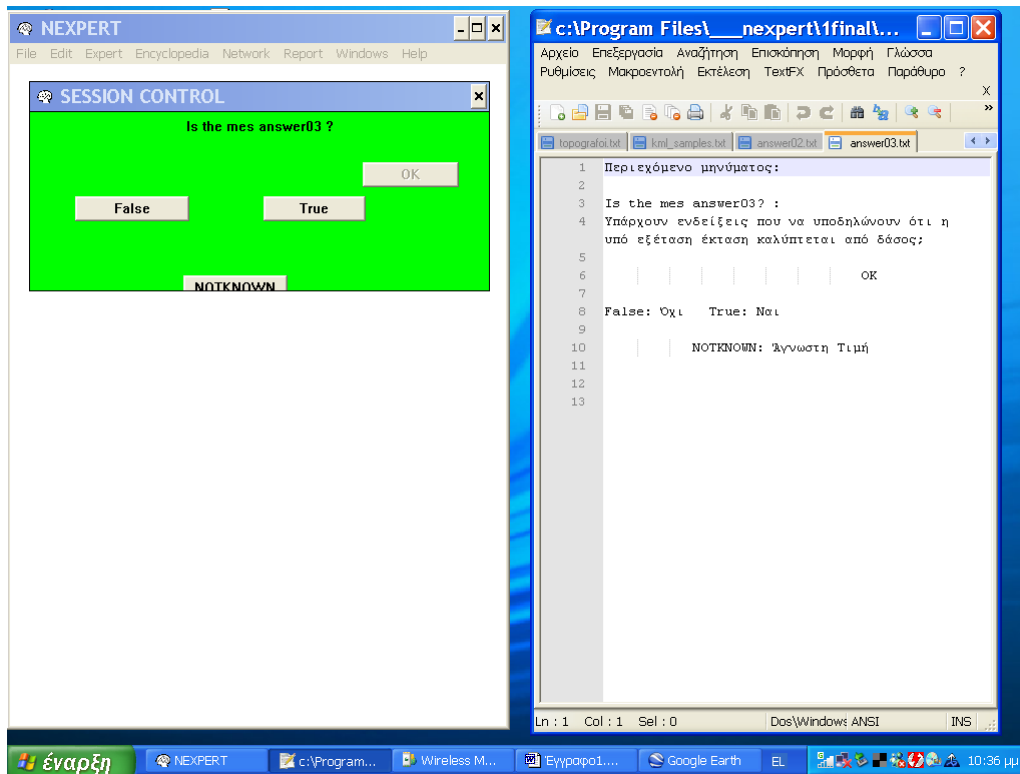 NEXPERT
File Edit Expert Encyclopedia Network Report Windows Help
SESSION CONTROL
Is the mes answer03 ?
OK
False True
NOTKNOWN
c:\Program Files\___nexpert\1final\...
Αρχείο Επεξεργασία Αναζήτηση Επισκόπηση Μορφή Γλώσσα
Ρυθμίσεις Μακροεντολή Εκτέλεση TextFX Πρόσθετα Παράθυρο ?
X
topografoi.txt kml_samples.txt answer02.txt answer03.txt
1 Περιεχόμενο μηνύματος:
2
3 Is the mes answer03? :
4 Υπάρχουν ενδείξεις που να υποδηλώνουν ότι η
υπό εξέταση έκταση καλύπτεται από δάσος;
5
6 OK
7
8 False: Όχι True: Ναι
9
10 NOTKNOWN: Άγνωστη Τιμή
11
12
13
Ln : 1 Col : 1 Sel : 0 Dos\Windows ANSI INS
έναρξη NEXPERT c:\Program... Wireless M... Έγγραφο1.... Google Earth EL 10:36 μμ